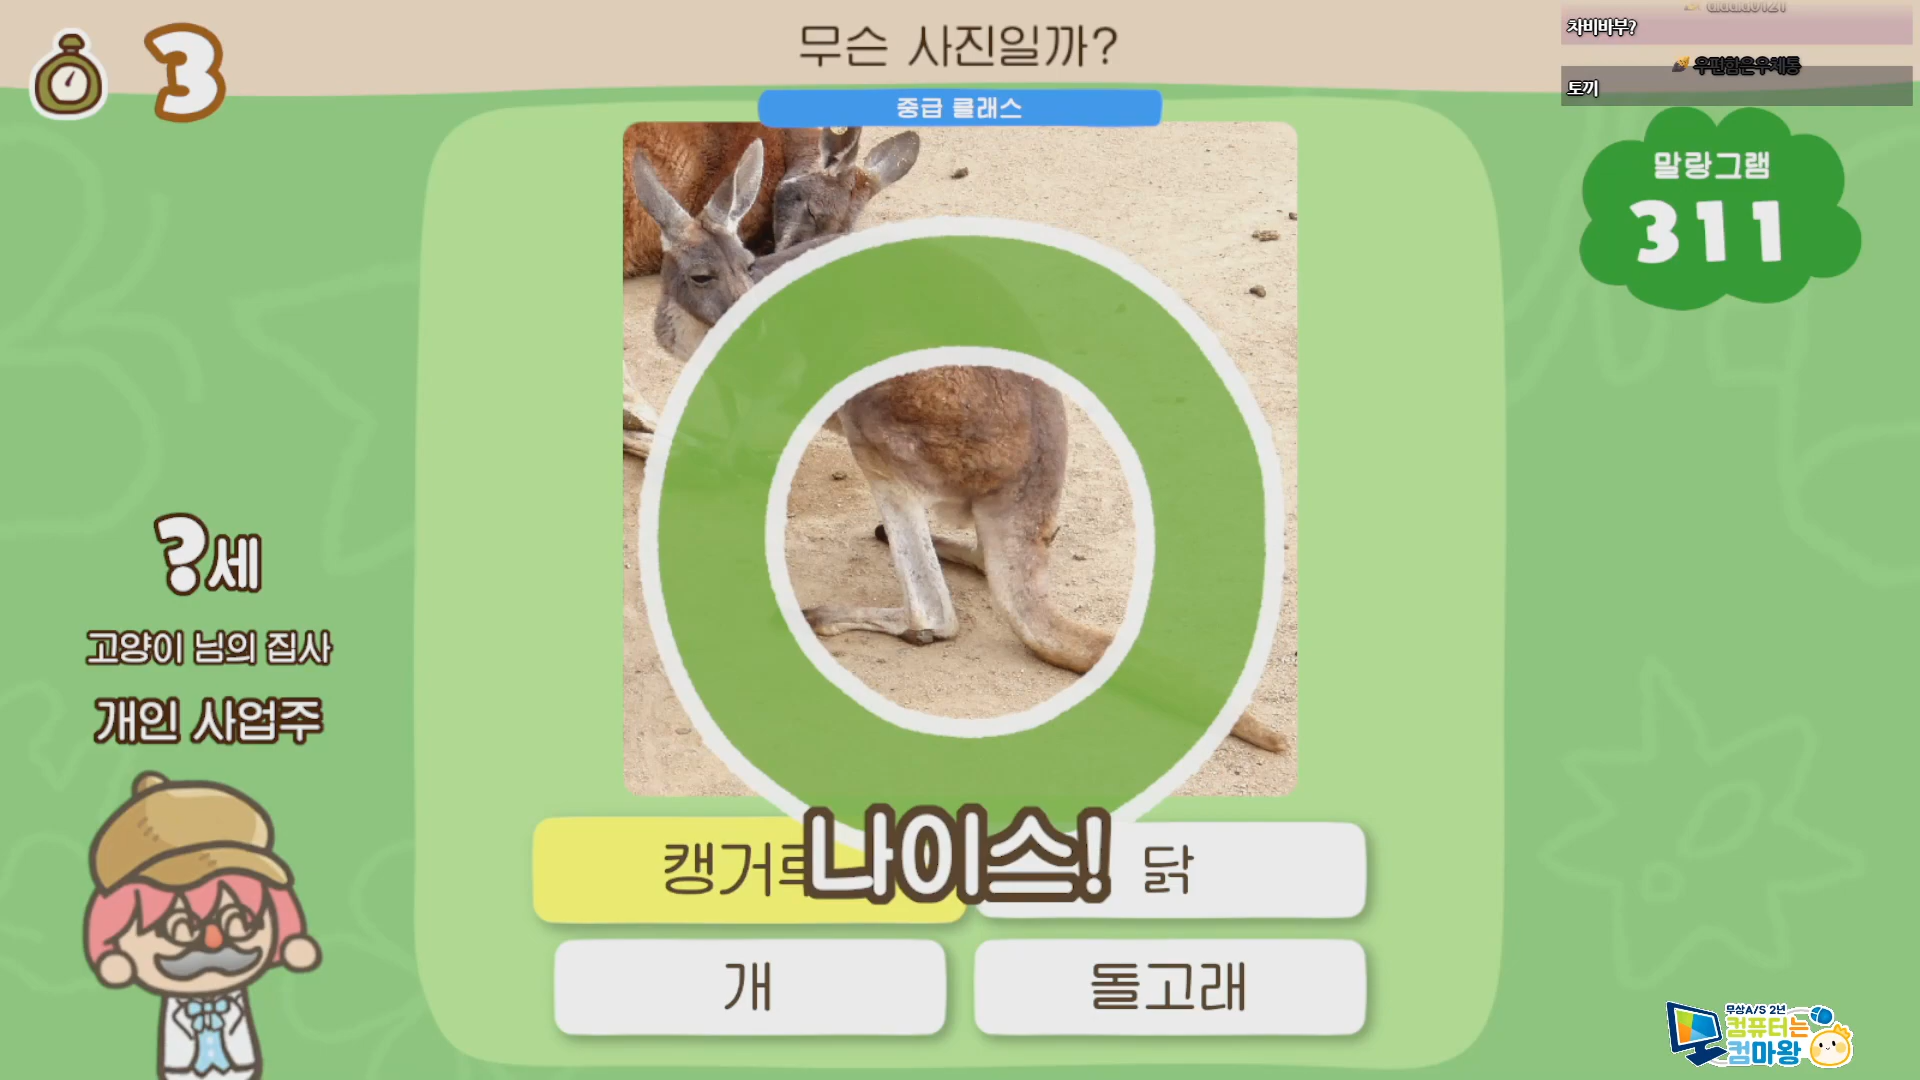 3
무슨 사진일까?
중급 클래스
차비바부?
우편함은우체통
토끼
말랑그램
311
?세
고양이 님의 집사
개인 사업주
나이스!
닭
개
돌고래
무상A/S 2년
컴퓨터는
컴마왕